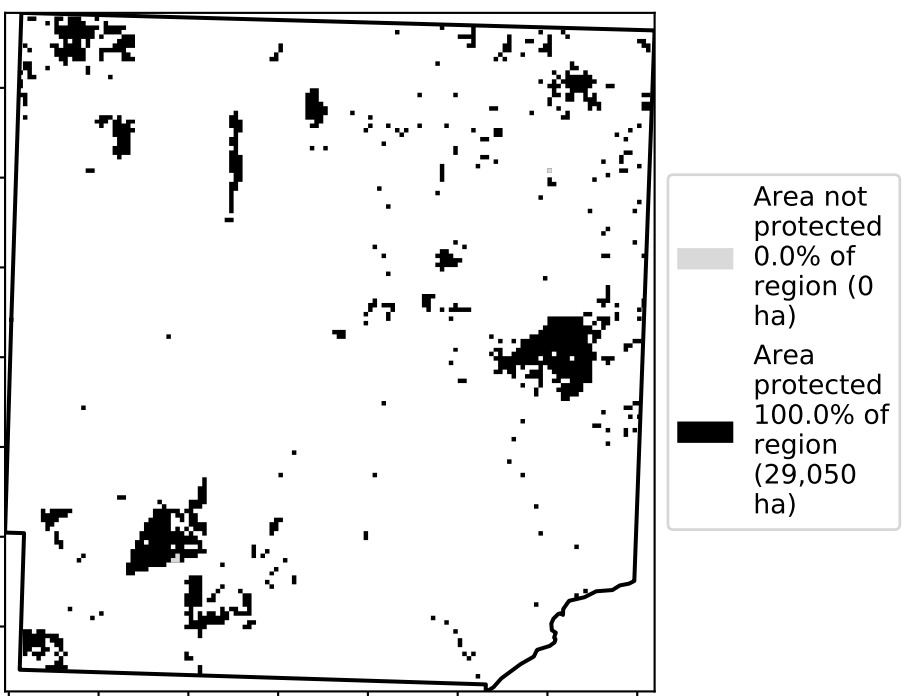 Area not
protected
0.0% of
region (0
ha)
Area
protected
100.0% of
region
(29,050
ha)